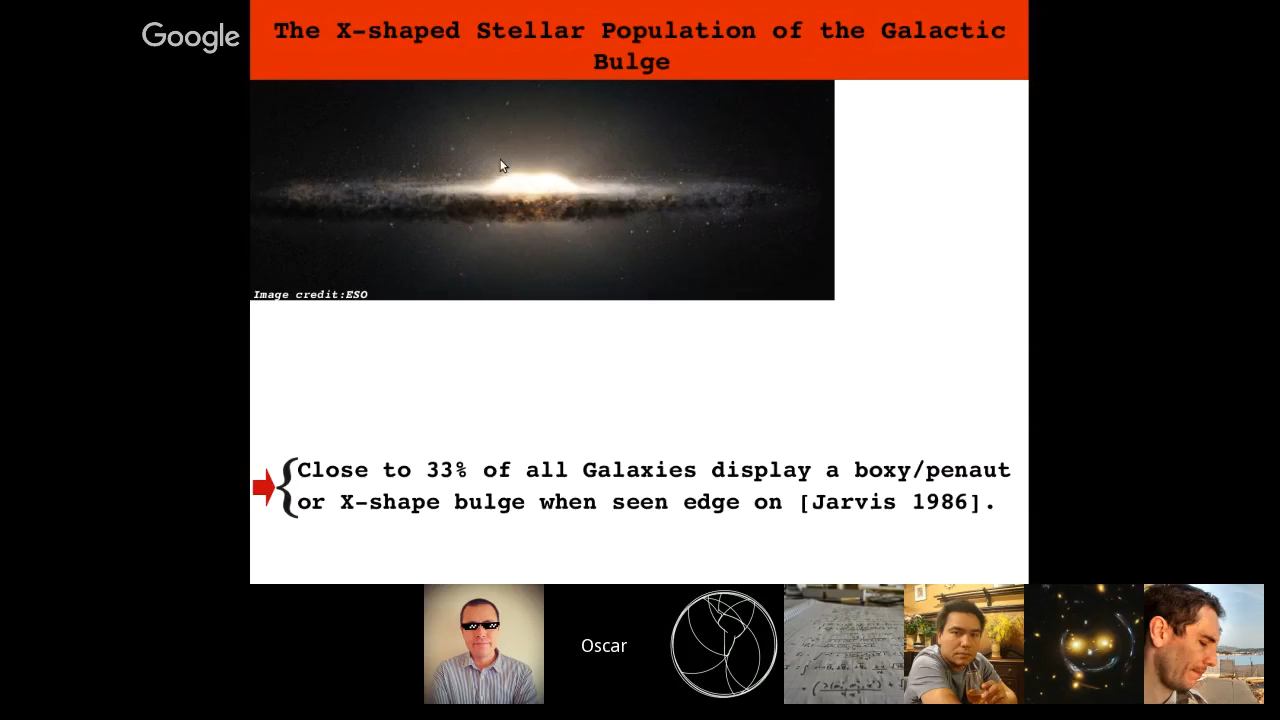 Google
The X-shaped Stellar Population of the Galactic
Bulge
Image credit:ESO
Close to 33% of all Galaxies display a boxy/penaut
or X-shape bulge when seen edge on [Jarvis 1986].
Oscar